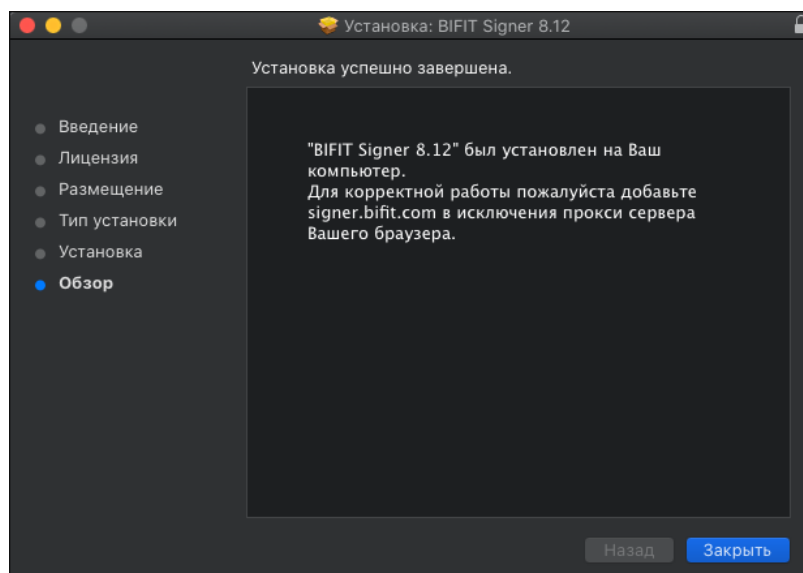 Установка: BIFIT Signer 8.12
Установка успешно завершена.
Введение
Лицензия
Размещение
Тип установки
Установка
Обзор
"BIFIT Signer 8.12" был установлен на Ваш
компьютер.
Для корректной работы пожалуйста добавьте
signer.bifit.com в исключения прокси сервера
Вашего браузера.
Назад
Закрыть